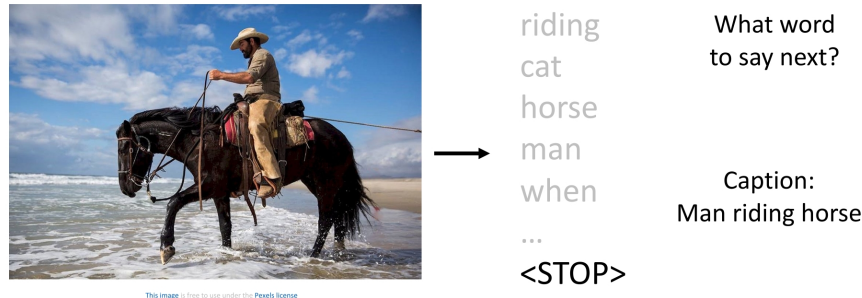 riding
cat
horse
man
when
...
<STOP>
What word
to say next?
Caption:
Man riding horse
This image is free to use under the Pexels license